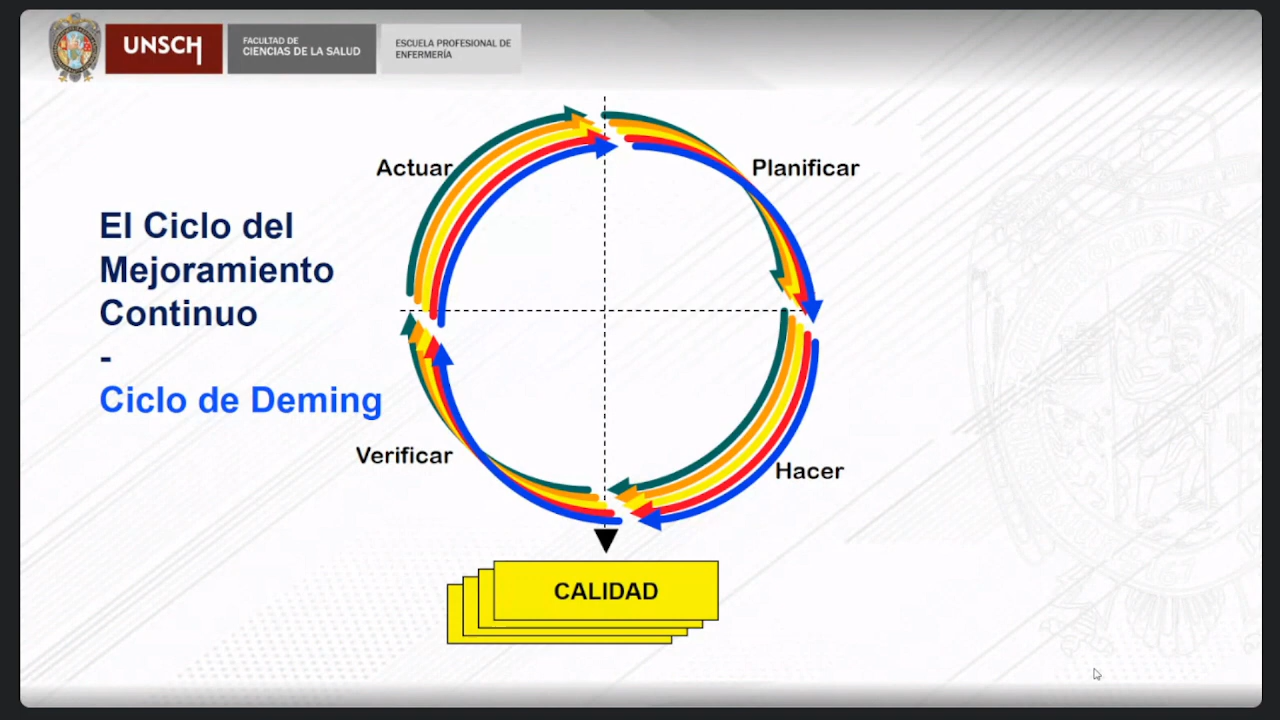 UNSCH
FACULTAD DE
CIENCIAS DE LA SALUD
ESCUELA PROFESIONAL DE
ENFERMERÍA
El Ciclo del
Mejoramiento
Continuo
-
Ciclo de Deming
Actuar
Planificar
Verificar
Hacer
CALIDAD